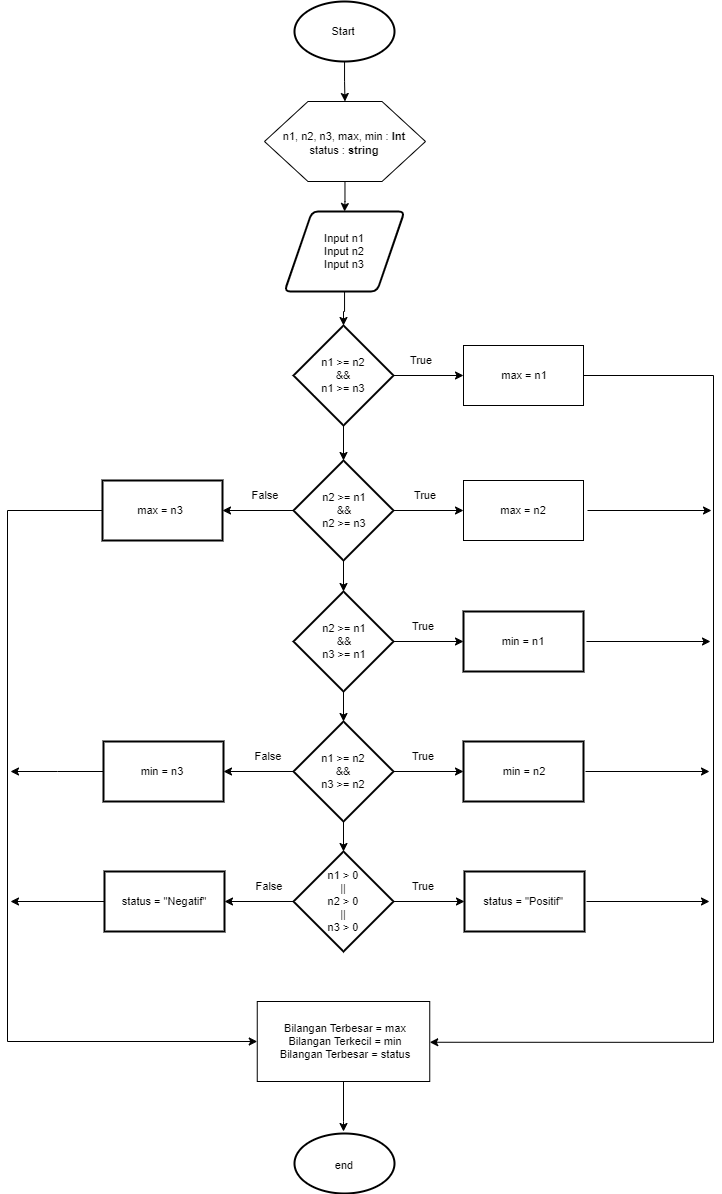 Start
n1, n2, n3, max, min : Int
status : string
Input n1
Input n2
Input n3
n1 >= n2
&&
n1 >= n3
True
max = n1
max = n3
False
n2 >= n1
&&
n2 >= n3
True
max = n2
n2 >= n1
&&
n3 >= n1
True
min = n1
min = n3
False
n1 >= n2
&&
n3 >= n2
True
min = n2
status = "Negatif"
False
n1 > 0
||
n2 > 0
||
n3 > 0
True
status = "Positif"
Bilangan Terbesar = max
Bilangan Terkecil = min
Bilangan Terbesar = status
end